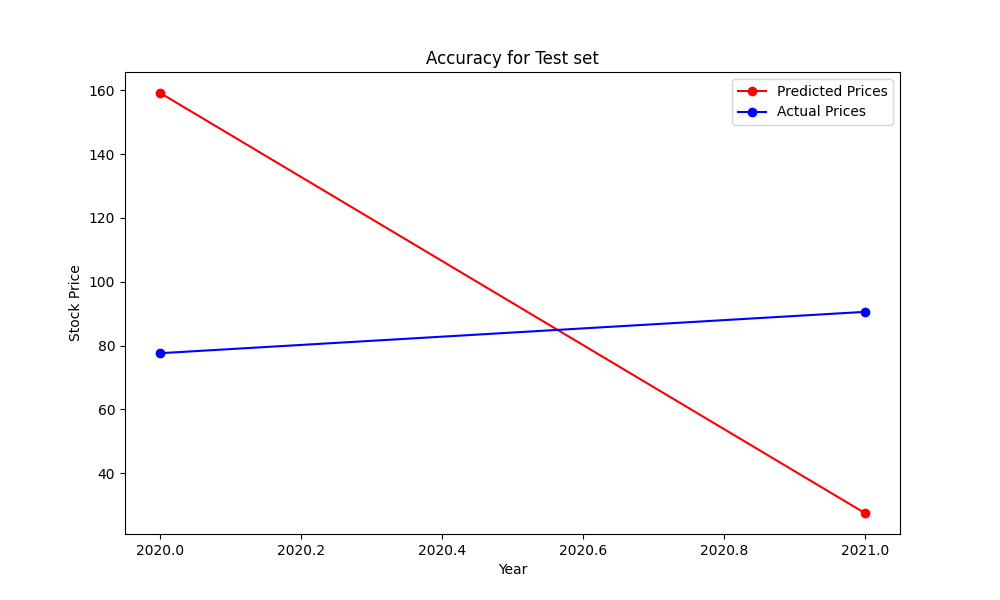 Accuracy for Test set
Predicted Prices
Actual Prices
160
140
120
100
80
60
40
Stock Price
2020.0
2020.2
2020.4
2020.6
2020.8
2021.0
Year